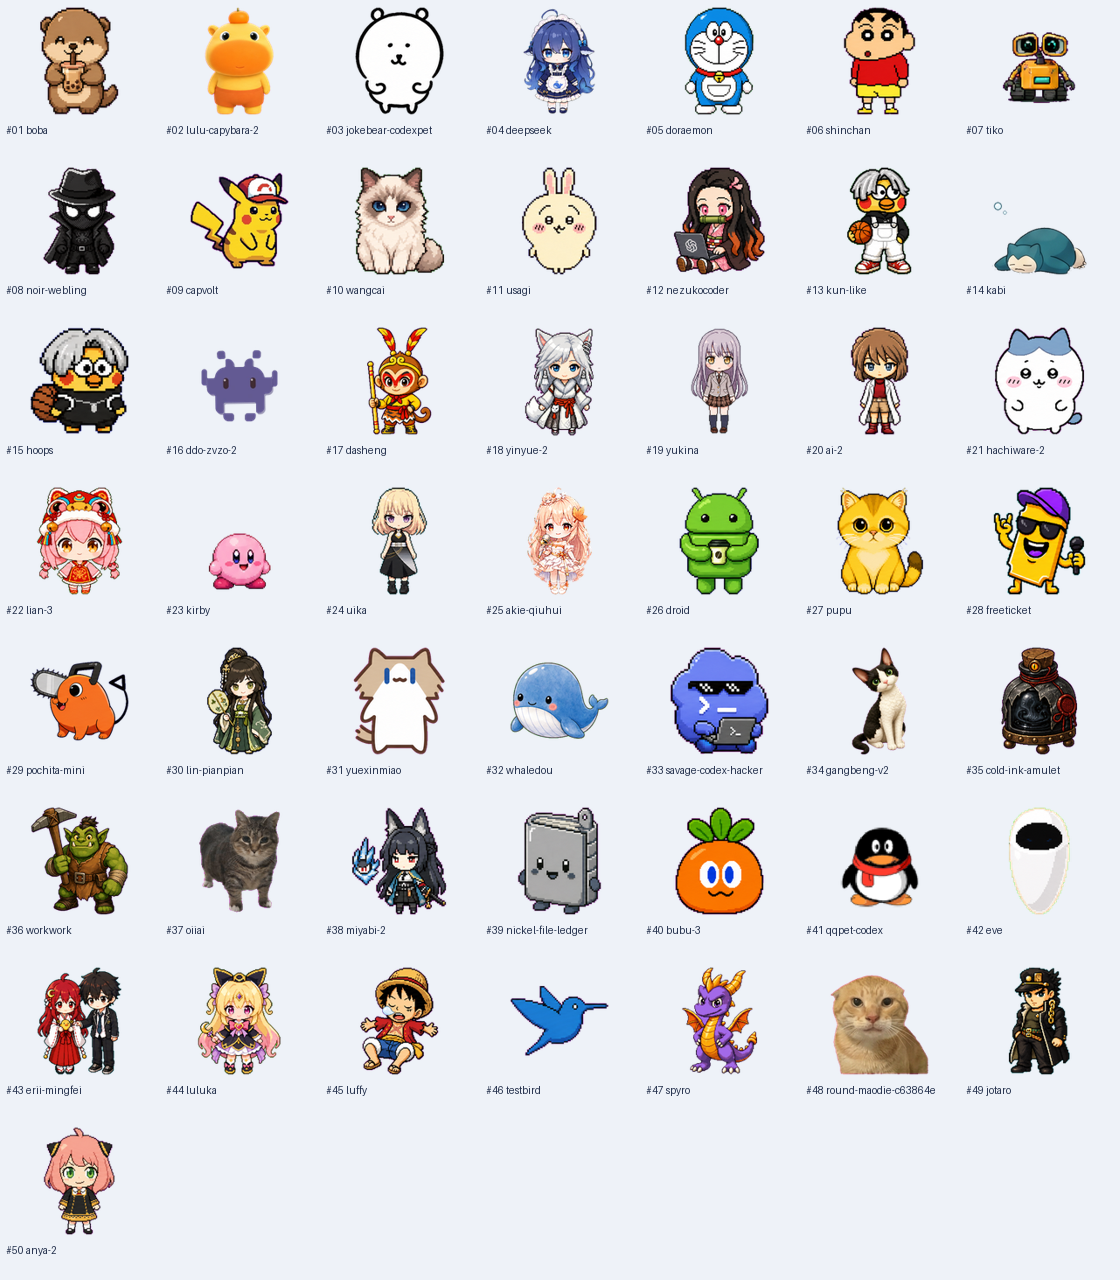 #01 boba
#02 lulu-capybara-2
#03 jokebear-codexpet
#04 deepseek
#05 doraemon
#06 shinchan
#07 tiko
#08 noir-webling
#09 capvolt
#10 wangcai
#11 usagi
#12 nezukocoder
#13 kun-like
#14 kabi
#15 hoops
#16 ddo-zvzo-2
#17 dasheng
#18 yinyue-2
#19 yukina
#20 ai-2
#21 hachiware-2
#22 lian-3
#23 kirby
#24 uika
#25 akie-qiuhui
#26 droid
#27 pupu
#28 freeticket
#29 pochita-mini
#30 lin-pianpian
#31 yuexinmiao
#32 whaledou
#33 savage-codex-hacker
#34 gangbeng-v2
#35 cold-ink-amulet
#36 workwork
#37 oiiai
#38 miyabi-2
#39 nickel-file-ledger
#40 bubu-3
#41 qqpet-codex
#42 eve
#43 erii-mingfei
#44 luluka
#45 luffy
#46 testbird
#47 spyro
#48 round-maodie-c63864e
#49 jotaro
#50 anya-2